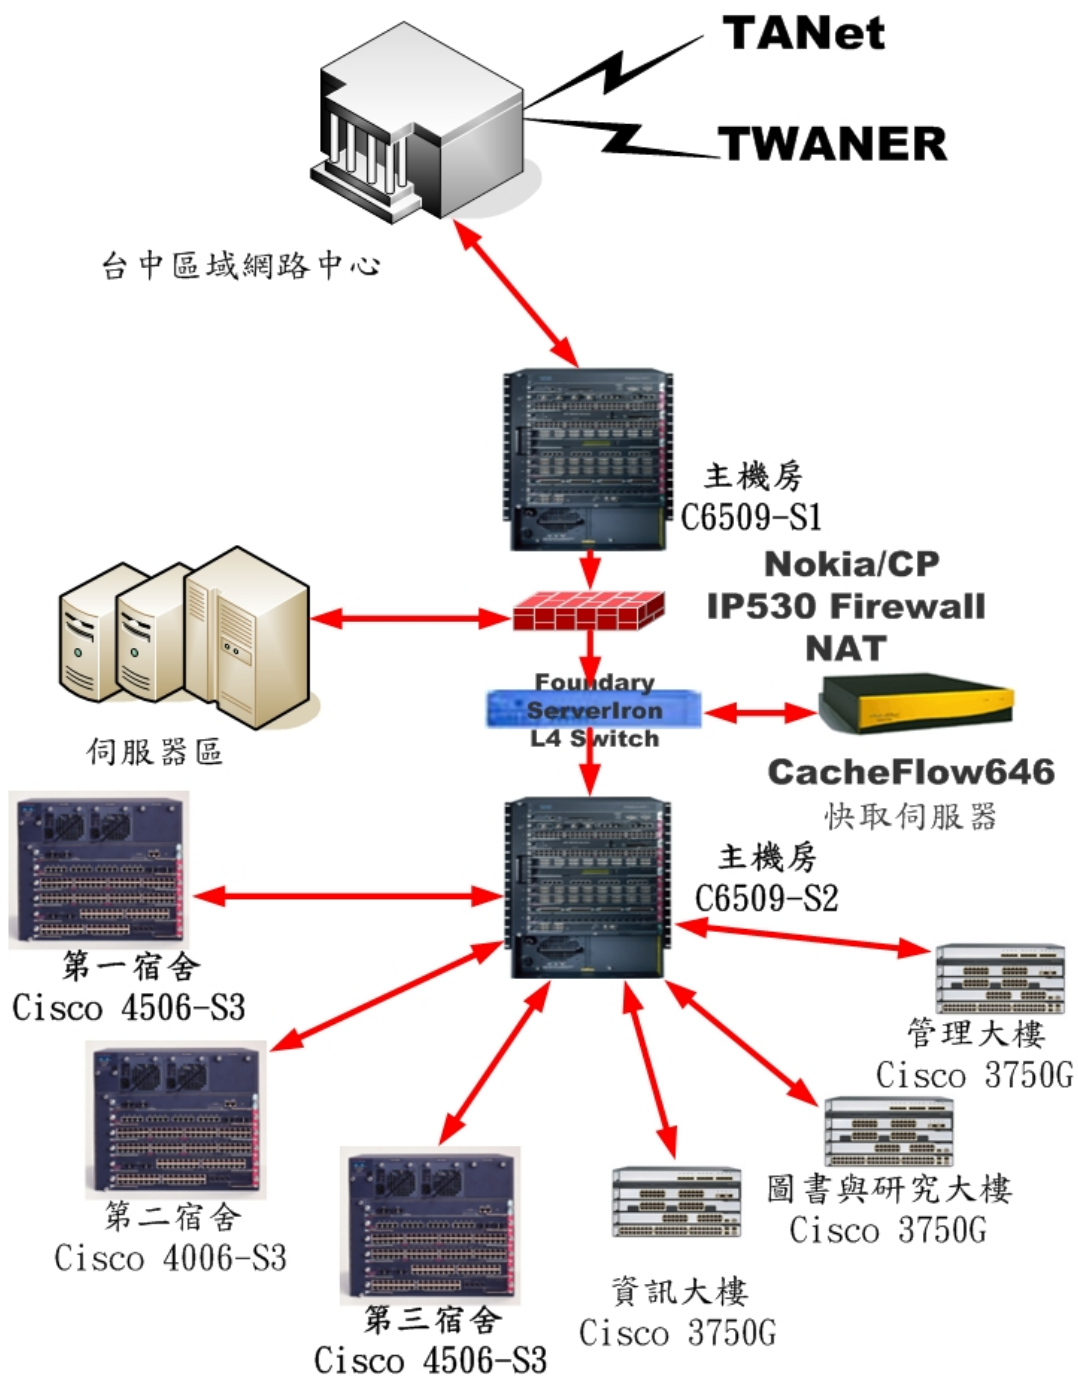 TANet
TWANER
台中區域網路中心
主機房
C6509-S1
Nokia/CP
IP530 Firewall
NAT
Foundary
ServerIron
L4 Switch
伺服器區
CacheFlow646
快取伺服器
主機房
C6509-S2
第一宿舍
Cisco 4506-S3
管理大樓
Cisco 3750G
第二宿舍
Cisco 4006-S3
圖書與研究大樓
Cisco 3750G
資訊大樓
Cisco 3750G
第三宿舍
Cisco 4506-S3